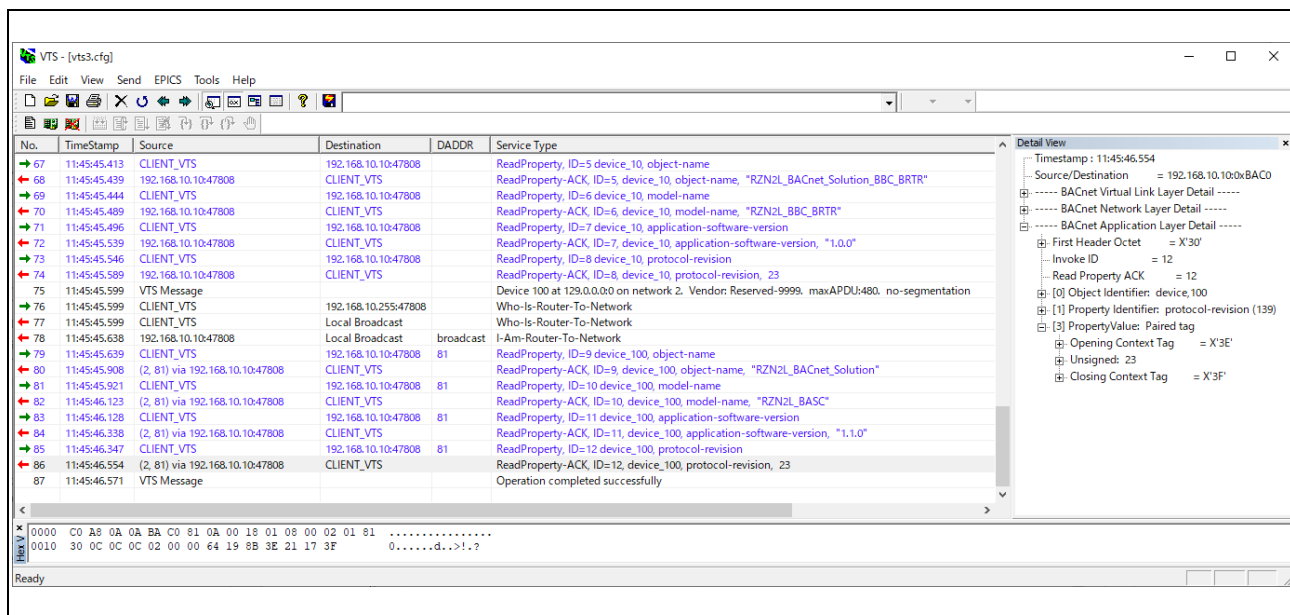 VTS - [vts3.cfg]
File Edit View Send EPICS Tools Help
No. TimeStamp Source Destination DADDR Service Type
67 11:45:45.413 CLIENT_VTS 192.168.10.10:47808 ReadProperty, ID=5 device_10, object-name
68 11:45:45.439 192.168.10.10:47808 CLIENT_VTS ReadProperty-ACK, ID=5, device_10, object-name, "RZN2L_BACnet_Solution_BBC_BRTR"
69 11:45:45.444 CLIENT_VTS 192.168.10.10:47808 ReadProperty, ID=6 device_10, model-name
70 11:45:45.489 192.168.10.10:47808 CLIENT_VTS ReadProperty-ACK, ID=6, device_10, model-name, "RZN2L_BBC_BRTR"
71 11:45:45.496 CLIENT_VTS 192.168.10.10:47808 ReadProperty, ID=7 device_10, application-software-version
72 11:45:45.539 192.168.10.10:47808 CLIENT_VTS ReadProperty-ACK, ID=7, device_10, application-software-version, "1.0.0"
73 11:45:45.546 CLIENT_VTS 192.168.10.10:47808 ReadProperty, ID=8 device_10, protocol-revision
74 11:45:45.589 192.168.10.10:47808 CLIENT_VTS ReadProperty-ACK, ID=8, device_10, protocol-revision, 23
75 11:45:45.599 VTS Message Device 100 at 129.0.0.0:0 on network 2. Vendor: Reserved-9999. maxAPDU:480. no-segmentation
76 11:45:45.599 CLIENT_VTS 192.168.10.255:47808 Who-Is-Router-To-Network
77 11:45:45.599 CLIENT_VTS Local Broadcast Who-Is-Router-To-Network
78 11:45:45.638 192.168.10.10:47808 Local Broadcast broadcast I-Am-Router-To-Network
79 11:45:45.639 CLIENT_VTS 192.168.10.10:47808 81 ReadProperty, ID=9 device_100, object-name
80 11:45:45.908 (2, 81) via 192.168.10.10:47808 CLIENT_VTS ReadProperty-ACK, ID=9, device_100, object-name, "RZN2L_BACnet_Solution"
81 11:45:45.921 CLIENT_VTS 192.168.10.10:47808 81 ReadProperty, ID=10 device_100, model-name
82 11:45:46.123 (2, 81) via 192.168.10.10:47808 CLIENT_VTS ReadProperty-ACK, ID=10, device_100, model-name, "RZN2L_BASC"
83 11:45:46.128 CLIENT_VTS 192.168.10.10:47808 81 ReadProperty, ID=11 device_100, application-software-version
84 11:45:46.338 (2, 81) via 192.168.10.10:47808 CLIENT_VTS ReadProperty-ACK, ID=11, device_100, application-software-version, "1.1.0"
85 11:45:46.347 CLIENT_VTS 192.168.10.10:47808 81 ReadProperty, ID=12 device_100, protocol-revision
86 11:45:46.554 (2, 81) via 192.168.10.10:47808 CLIENT_VTS ReadProperty-ACK, ID=12, device_100, protocol-revision, 23
87 11:45:46.571 VTS Message Operation completed successfully
Detail View
Timestamp : 11:45:46.554
Source/Destination = 192.168.10.10:0xBAC0
----- BACnet Virtual Link Layer Detail -----
----- BACnet Network Layer Detail -----
----- BACnet Application Layer Detail -----
First Header Octet = X'30'
Invoke ID = 12
Read Property ACK = 12
[0] Object Identifier: device,100
[1] Property Identifier: protocol-revision (139)
[3] PropertyValue: Paired tag
Opening Context Tag = X'3E'
Unsigned: 23
Closing Context Tag = X'3F'
Hex V
0000 C0 A8 0A 0A BA C0 81 0A 00 18 01 08 00 02 01 81 ................
0010 30 0C 0C 0C 02 00 00 64 19 8B 3E 21 17 3F 0......d..>!.?
Ready